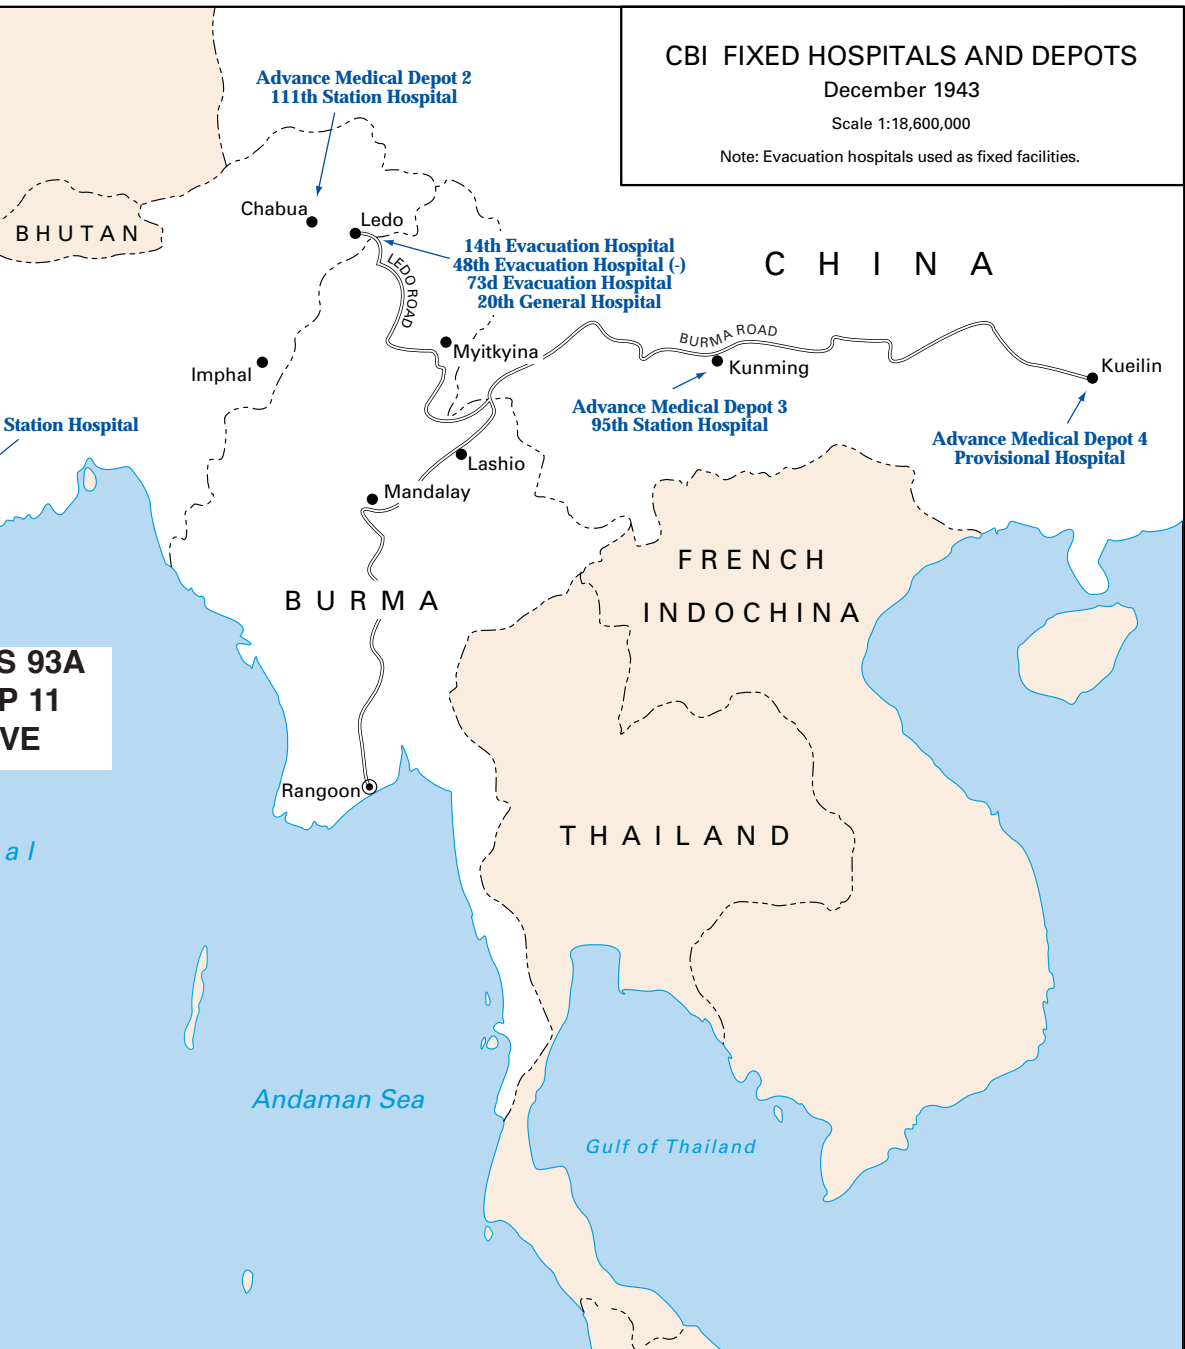 CBI FIXED HOSPITALS AND DEPOTS
December 1943
Scale 1:18,600,000
Note: Evacuation hospitals used as fixed facilities.
Advance Medical Depot 2
111th Station Hospital
Chabua
Ledo
BHUTAN
14th Evacuation Hospital
48th Evacuation Hospital (-)
73d Evacuation Hospital
20th General Hospital
CHINA
LEDO ROAD
BURMA ROAD
Myitkyina
Imphal
Kunming
Kueilin
Advance Medical Depot 3
95th Station Hospital
Station Hospital
Advance Medical Depot 4
Provisional Hospital
Lashio
Mandalay
FRENCH
INDOCHINA
BURMA
S 93A
P 11
VE
Rangoon
THAILAND
al
Andaman Sea
Gulf of Thailand